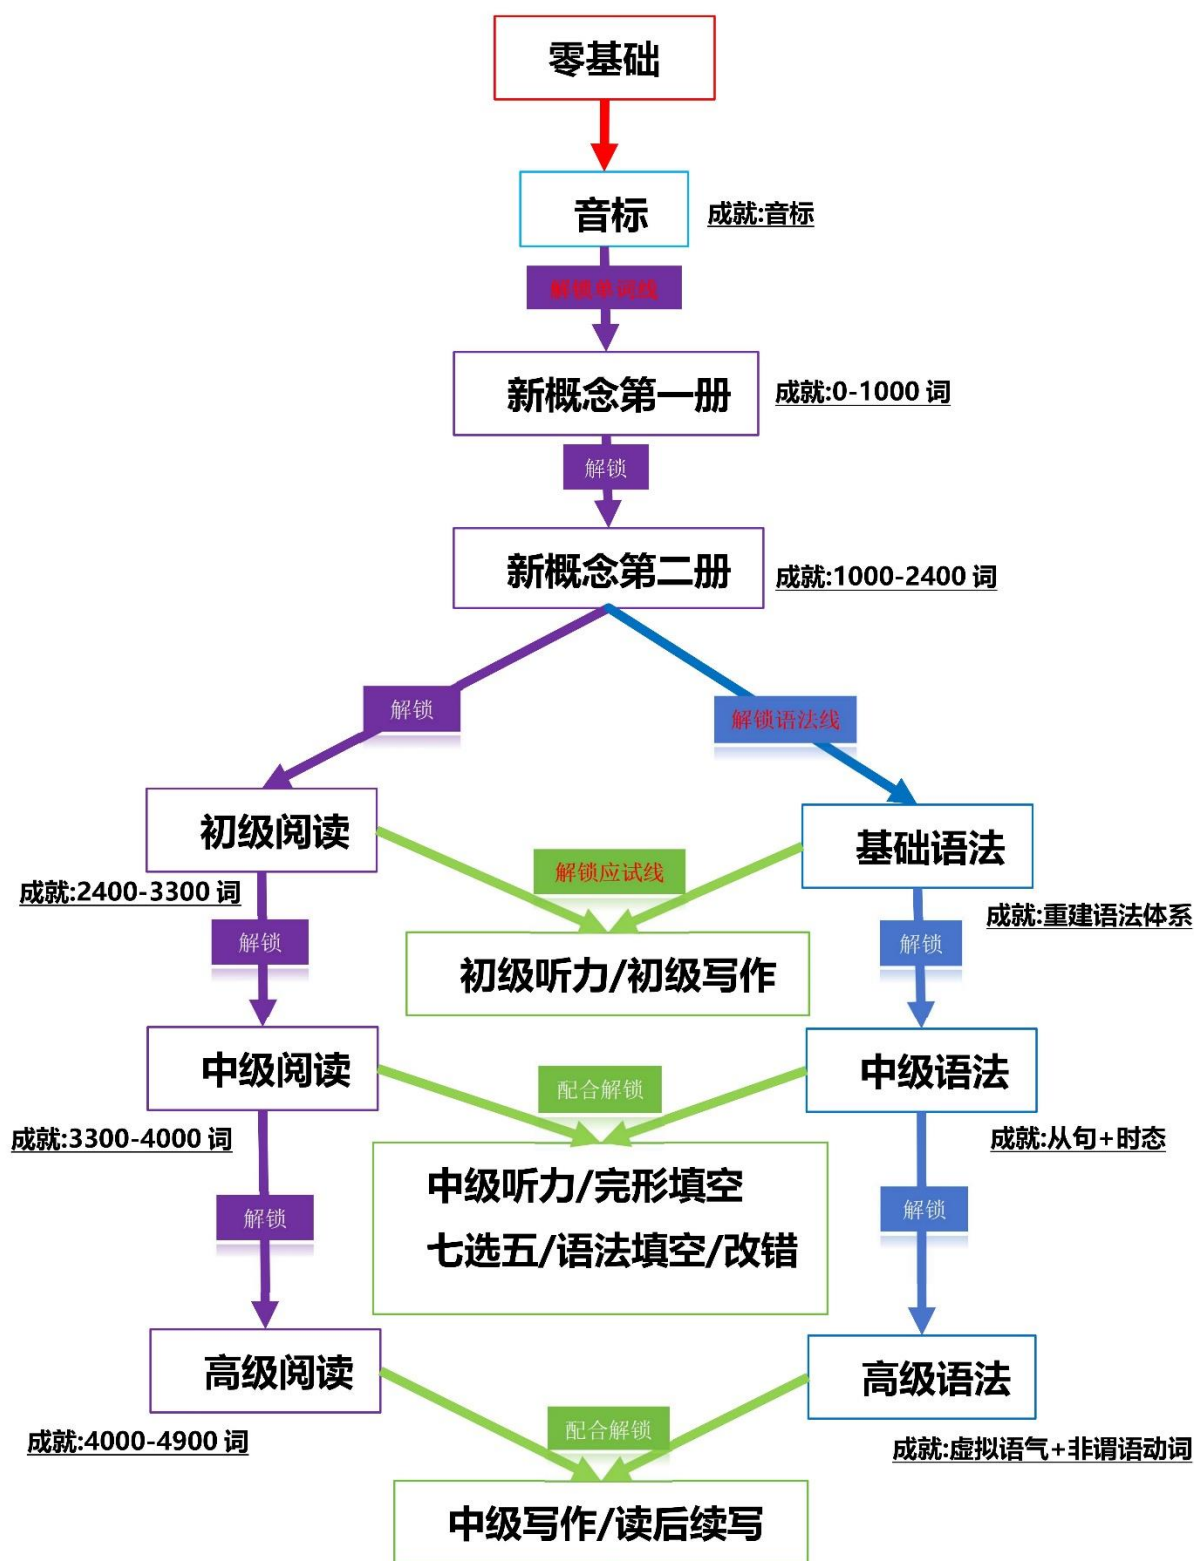 零基础
音标
成就:音标
解锁单词线
新概念第一册
成就:0-1000 词
解锁
新概念第二册
成就:1000-2400 词
解锁
解锁语法线
初级阅读
基础语法
解锁应试线
成就:2400-3300 词
成就:重建语法体系
解锁
解锁
初级听力/初级写作
中级阅读
中级语法
配合解锁
成就:3300-4000 词
成就:从句+时态
中级听力/完形填空
七选五/语法填空/改错
解锁
解锁
高级阅读
高级语法
配合解锁
成就:4000-4900 词
成就:虚拟语气+非谓语动词
中级写作/读后续写